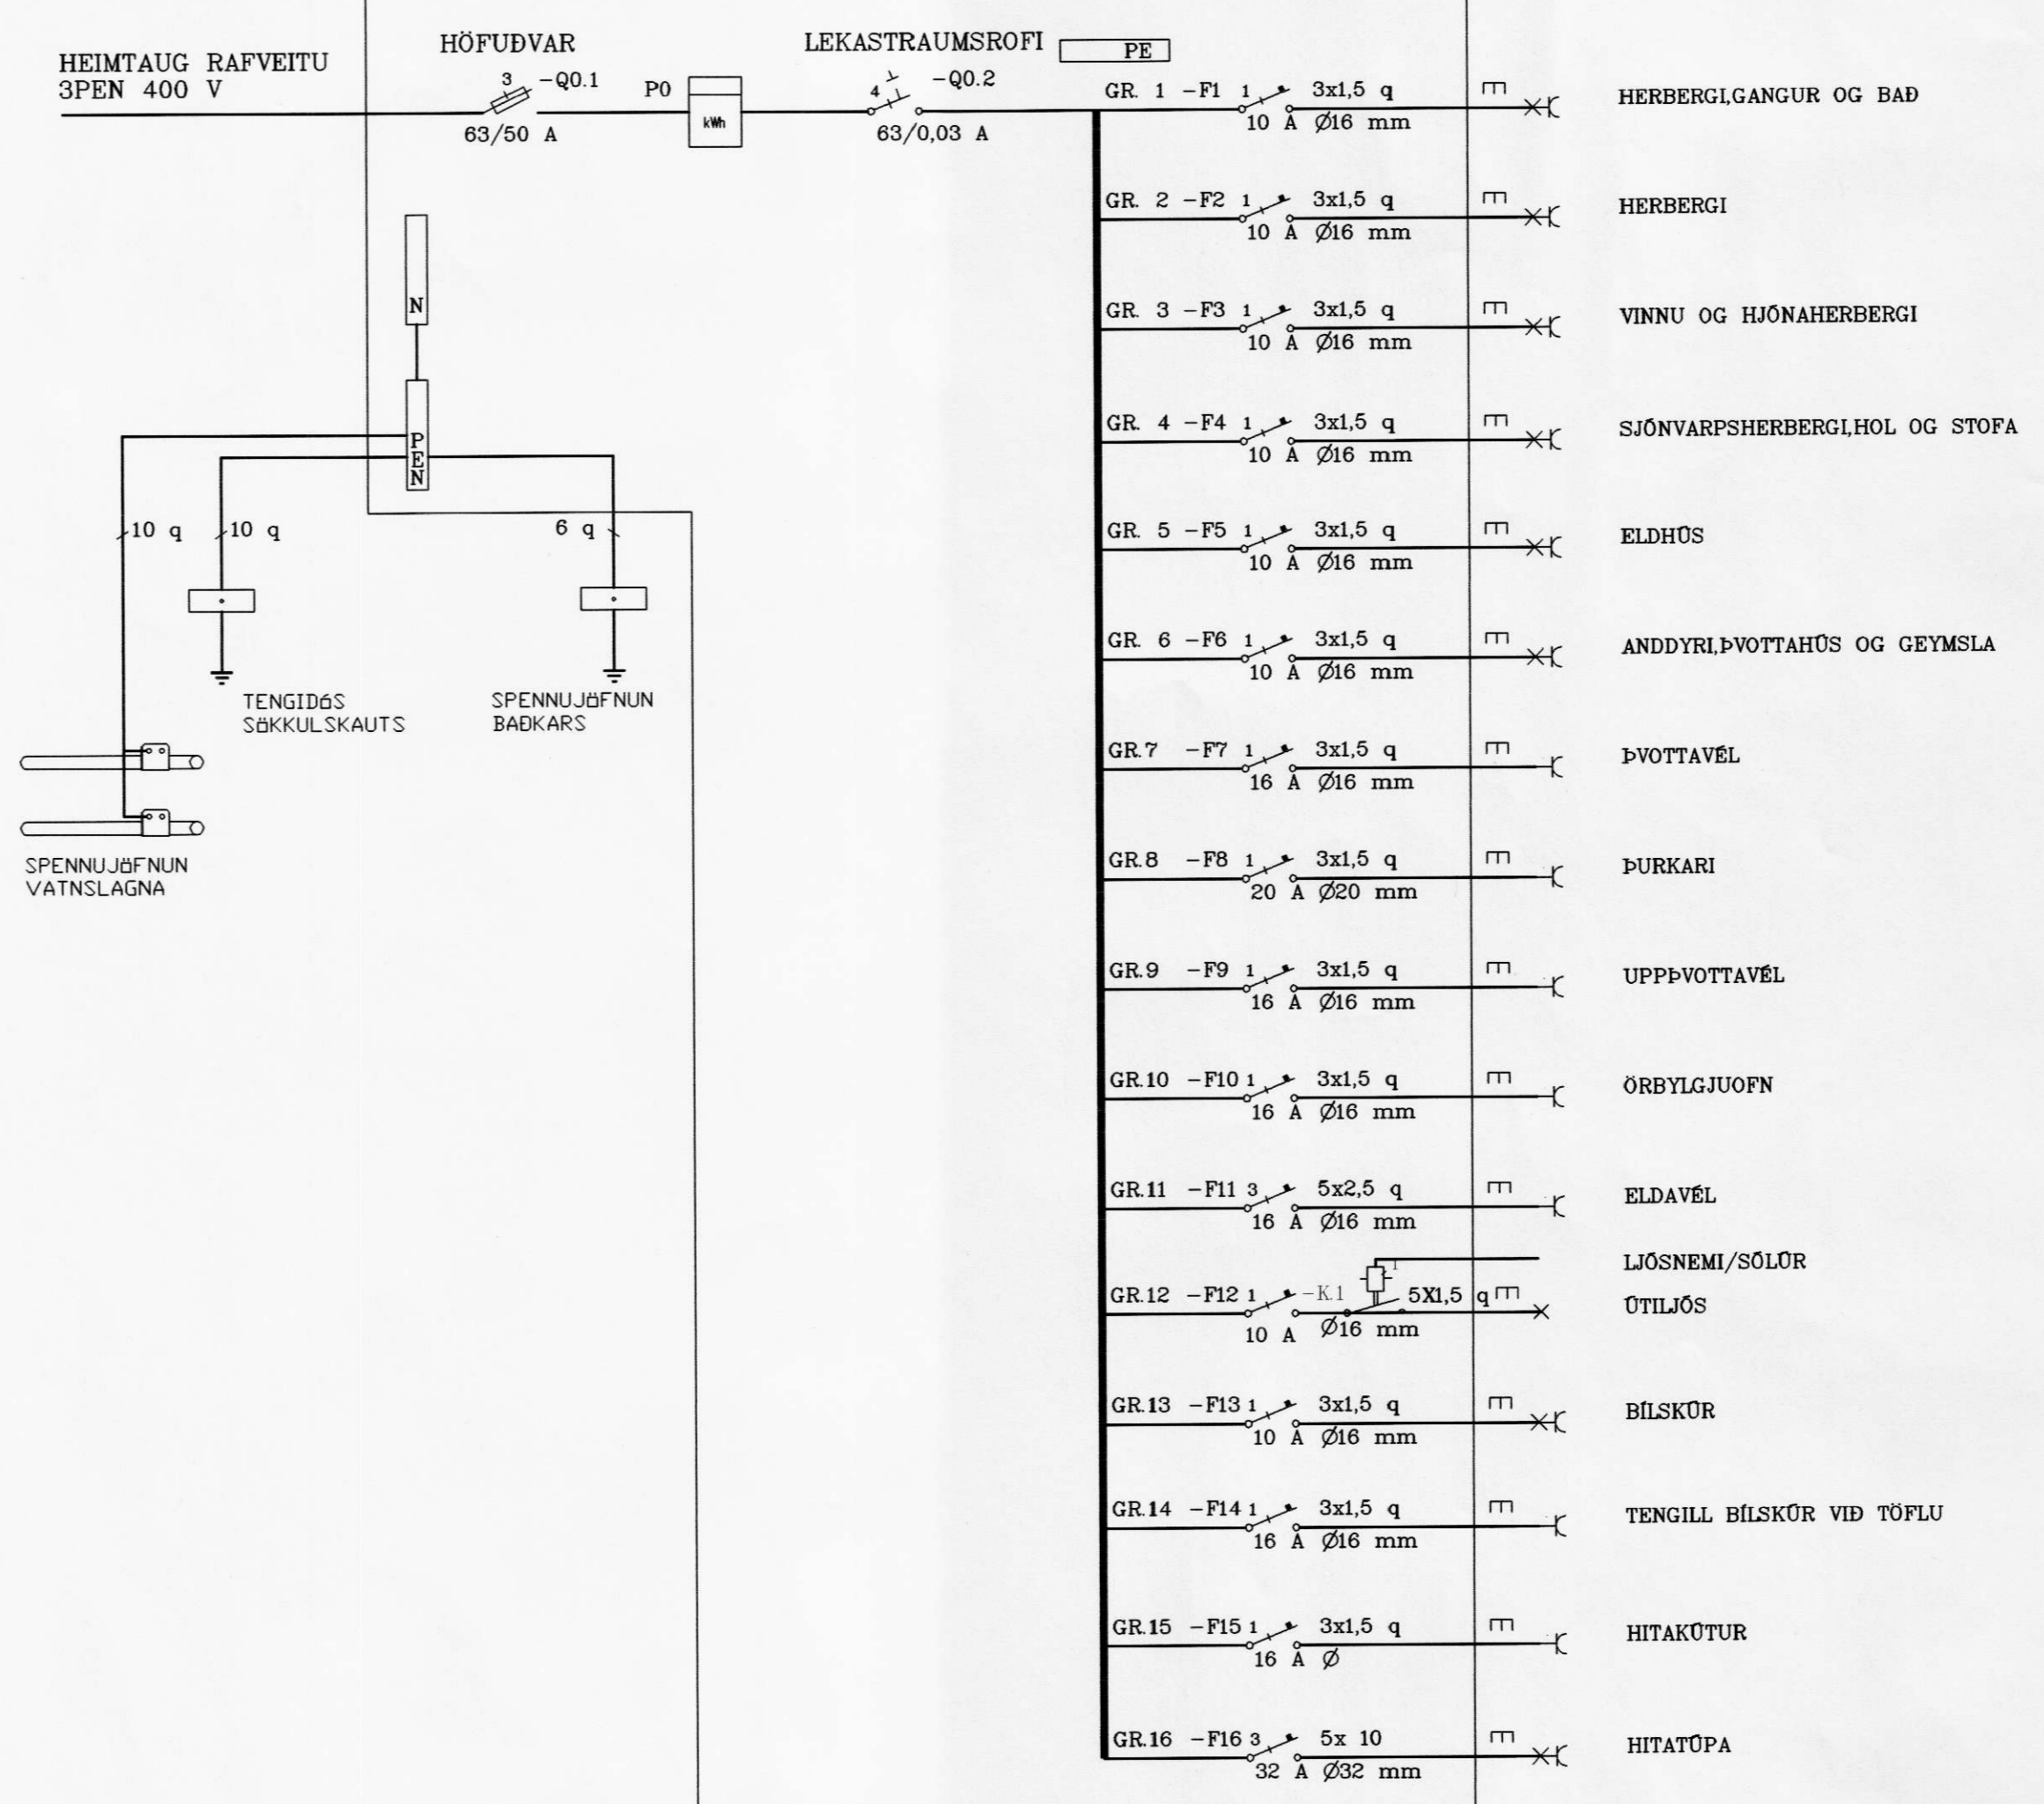 HEIMTAUG RAFVEITU
3PEN 400 V
HÖFUÐVAR
3 -Q0.1
63/50 A
P0
kWh
LEKASTRAUMSROFI
4 -Q0.2
63/0,03 A
PE
N
PEN
10 q
10 q
6 q
TENGIDÓS
SÖKKULSKAUTS
SPENNUJÖFNUN
BAÐKARS
SPENNUJÖFNUN
VATNSLAGNA
GR. 1 -F1 1 3x1,5 q HERBERGI,GANGUR OG BAÐ
10 A Ø16 mm
GR. 2 -F2 1 3x1,5 q HERBERGI
10 A Ø16 mm
GR. 3 -F3 1 3x1,5 q VINNU OG HJÓNAHERBERGI
10 A Ø16 mm
GR. 4 -F4 1 3x1,5 q SJÓNVARPSHERBERGI,HOL OG STOFA
10 A Ø16 mm
GR. 5 -F5 1 3x1,5 q ELDHÚS
10 A Ø16 mm
GR. 6 -F6 1 3x1,5 q ANDDYRI,ÞVOTTAHÚS OG GEYMSLA
10 A Ø16 mm
GR.7 -F7 1 3x1,5 q ÞVOTTAVÉL
16 A Ø16 mm
GR.8 -F8 1 3x1,5 q ÞURKARI
20 A Ø20 mm
GR.9 -F9 1 3x1,5 q UPPÞVOTTAVÉL
16 A Ø16 mm
GR.10 -F10 1 3x1,5 q ÖRBYLGJUOFN
16 A Ø16 mm
GR.11 -F11 3 5x2,5 q ELDAVÉL
16 A Ø16 mm
1 LJÓSNEMI/SÓLÚR
GR.12 -F12 1 -K.1 5X1,5 q ÚTILJÓS
10 A Ø16 mm
GR.13 -F13 1 3x1,5 q BÍLSKÚR
10 A Ø16 mm
GR.14 -F14 1 3x1,5 q TENGILL BÍLSKÚR VIÐ TÖFLU
16 A Ø16 mm
GR.15 -F15 1 3x1,5 q HITAKÚTUR
16 A Ø
GR.16 -F16 3 5x 10 HITATÚPA
32 A Ø32 mm